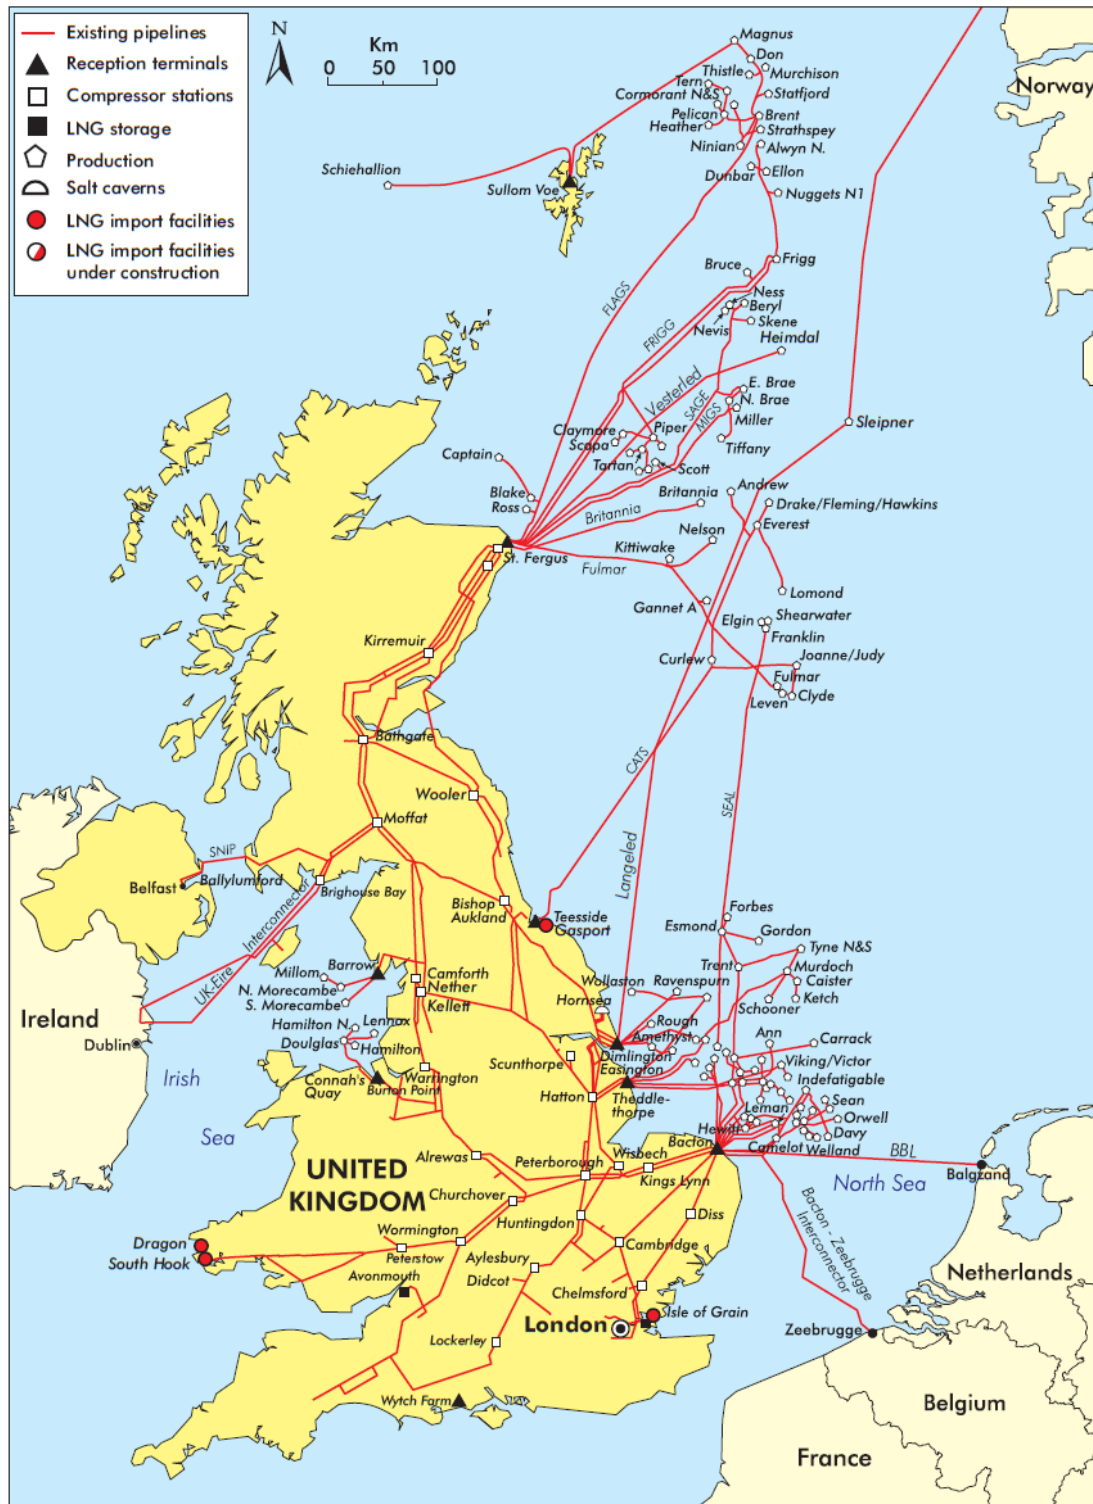 Existing pipelines
Reception terminals
Compressor stations
LNG storage
Production
Salt caverns
LNG import facilities
LNG import facilities
under construction
N
Km
0 50 100
Norway
Magnus
Don
Thistle
Murchison
Tern
Statfjord
Cormorant N&S
Pelican
Brent
Heather
Strathspey
Ninian
Alwyn N.
Dunbar
Ellon
Nuggets N1
Schiehallion
Sullom Voe
Frigg
Bruce
FLAGS
FRIGG
Ness
Beryl
Nevis
Skene
Heimdal
Vesterled
SAGE
MIGS
E. Brae
N. Brae
Miller
Tiffany
Sleipner
Claymore
Piper
Scapa
Tartan
Scott
Captain
Blake
Ross
Britannia
Britannia
Andrew
Drake/Fleming/Hawkins
Everest
Nelson
Kittiwake
St. Fergus
Fulmar
Lomond
Gannet A
Elgin
Shearwater
Franklin
Curlew
Joanne/Judy
Fulmar
Leven
Clyde
Kirremuir
Bathgate
Wooler
Moffat
CATS
SEAL
Langeled
SNIP
Belfast
Ballylumford
Brighouse Bay
Interconnector
UK-Eire
Bishop
Aukland
Teesside
Gasport
Forbes
Esmond
Gordon
Tyne N&S
Trent
Murdoch
Caister
Ketch
Schooner
Barrow
Millom
N. Morecambe
S. Morecambe
Camforth
Nether
Kellett
Wollaston
Ravenspurn
Hornsea
Rough
Amethyst
Ann
Carrack
Ireland
Dublin
Hamilton N.
Lennox
Doulglas
Hamilton
Scunthorpe
Dimlington
Easington
Viking/Victor
Indefatigable
Irish
Sea
Connah's
Quay
Burton Point
Warrington
Hatton
Theddle-
thorpe
Leman
Sean
Orwell
Hewitt
Davy
Bacton
Camelot
Welland
BBL
Balgzand
North Sea
UNITED
KINGDOM
Alrewas
Peterborough
Wisbech
Kings Lynn
Churchover
Huntingdon
Diss
Wormington
Bacton - Zeebrugge
Interconnector
Dragon
South Hook
Peterstow
Aylesbury
Cambridge
Avonmouth
Didcot
Chelmsford
Netherlands
London
Isle of Grain
Zeebrugge
Lockerley
Wytch Farm
Belgium
France